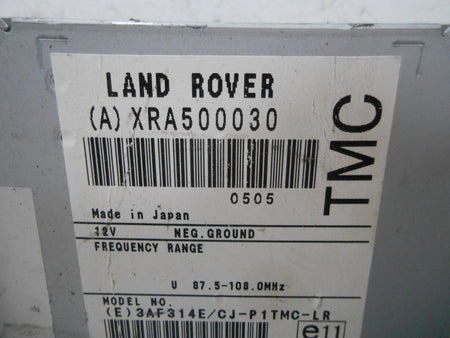 LAND ROVER
(A) XRA500030
TMC
0505
Made in Japan
12V NEG.GROUND
FREQUENCY RANGE
U 87.5-108.0MHz
MODEL NO.
(E)3AF314E/CJ-P1TMC-LR
e11